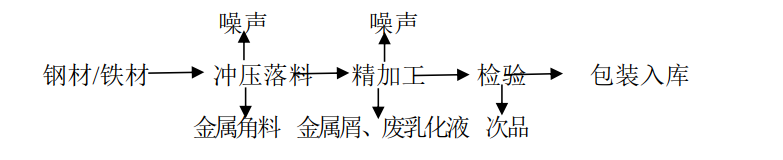 噪声 噪声
钢材/铁材 冲压落料 精加工 检验 包装入库
金属角料 金属屑、废乳化液 次品